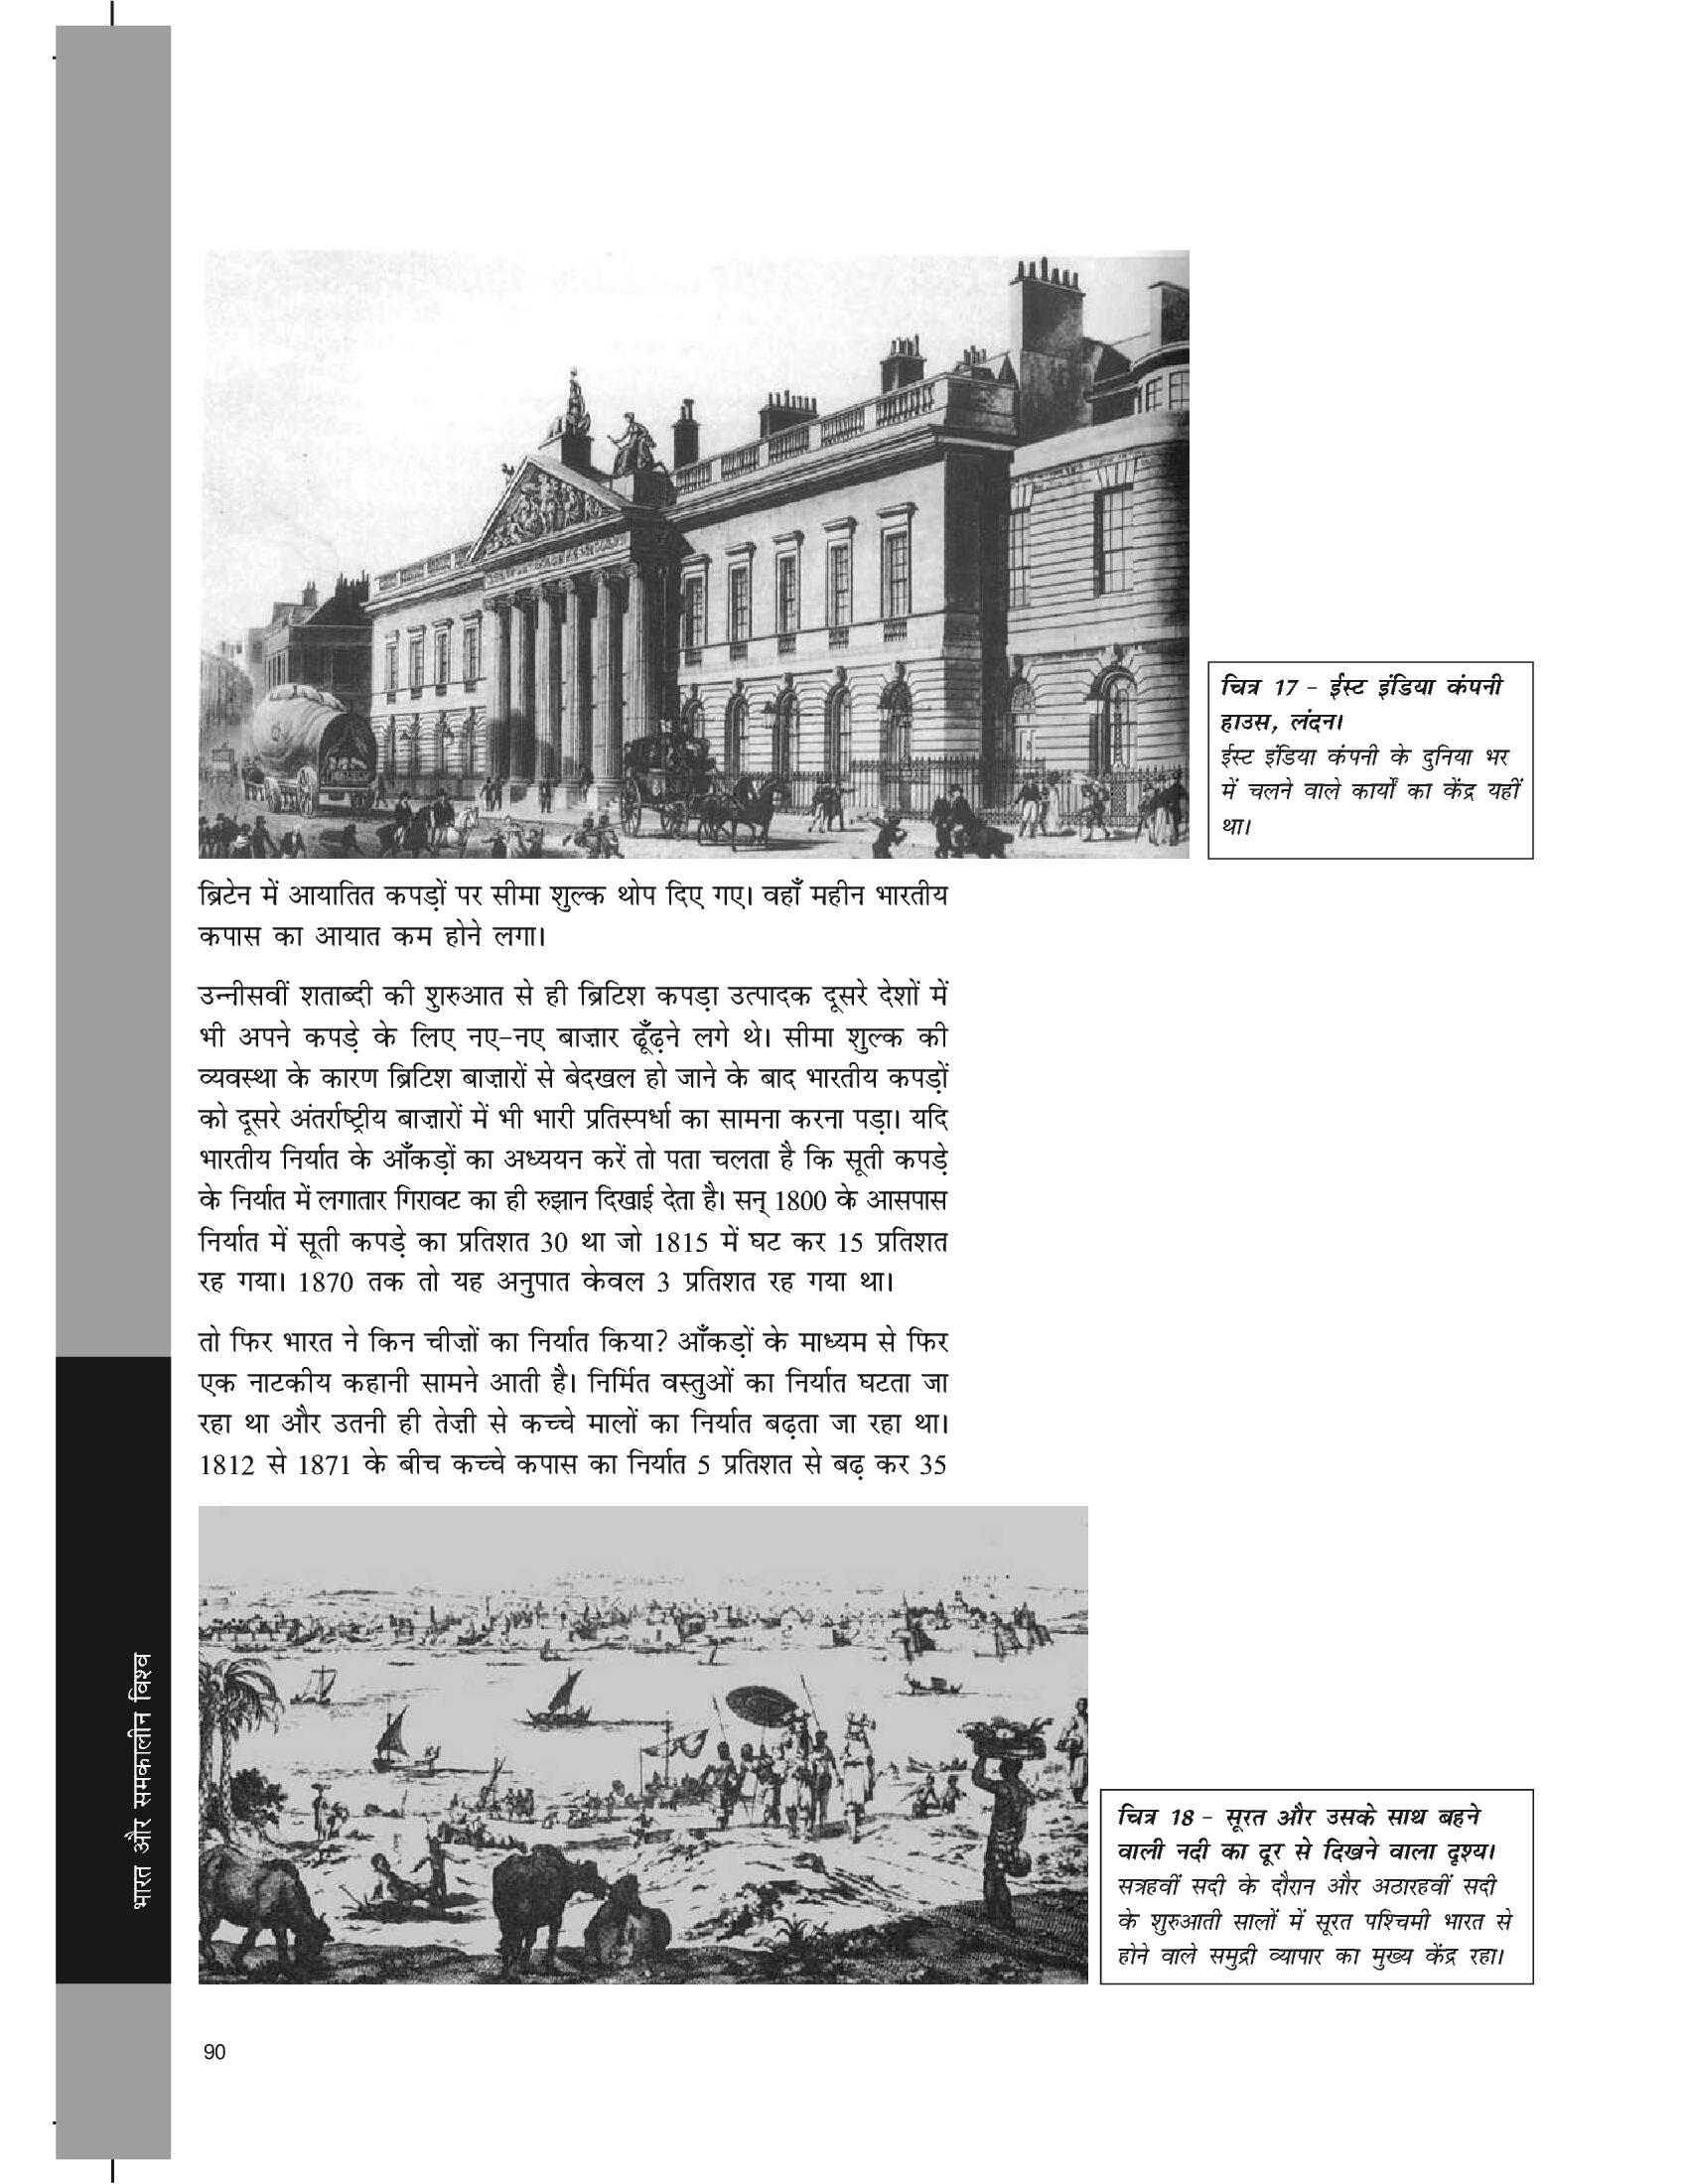 चित्र 17 – ईस्ट इंडिया कंपनी
हाउस, लंदन।
ईस्ट इंडिया कंपनी के दुनिया भर
में चलने वाले कार्यों का केंद्र यहीं
था।
ब्रिटेन में आयातित कपड़ों पर सीमा शुल्क थोप दिए गए। वहाँ महीन भारतीय
कपास का आयात कम होने लगा।
उन्नीसवीं शताब्दी की शुरुआत से ही ब्रिटिश कपड़ा उत्पादक दूसरे देशों में
भी अपने कपड़े के लिए नए-नए बाज़ार ढूँढ़ने लगे थे। सीमा शुल्क की
व्यवस्था के कारण ब्रिटिश बाज़ारों से बेदखल हो जाने के बाद भारतीय कपड़ों
को दूसरे अंतर्राष्ट्रीय बाज़ारों में भी भारी प्रतिस्पर्धा का सामना करना पड़ा। यदि
भारतीय निर्यात के आँकड़ों का अध्ययन करें तो पता चलता है कि सूती कपड़े
के निर्यात में लगातार गिरावट का ही रुझान दिखाई देता है। सन् 1800 के आसपास
निर्यात में सूती कपड़े का प्रतिशत 30 था जो 1815 में घट कर 15 प्रतिशत
रह गया। 1870 तक तो यह अनुपात केवल 3 प्रतिशत रह गया था।
तो फिर भारत ने किन चीज़ों का निर्यात किया? आँकड़ों के माध्यम से फिर
एक नाटकीय कहानी सामने आती है। निर्मित वस्तुओं का निर्यात घटता जा
रहा था और उतनी ही तेज़ी से कच्चे मालों का निर्यात बढ़ता जा रहा था।
1812 से 1871 के बीच कच्चे कपास का निर्यात 5 प्रतिशत से बढ़ कर 35
चित्र 18 – सूरत और उसके साथ बहने
वाली नदी का दूर से दिखने वाला दृश्य।
सत्रहवीं सदी के दौरान और अठारहवीं सदी
के शुरुआती सालों में सूरत पश्चिमी भारत से
होने वाले समुद्री व्यापार का मुख्य केंद्र रहा।
भारत और समकालीन विश्व
90